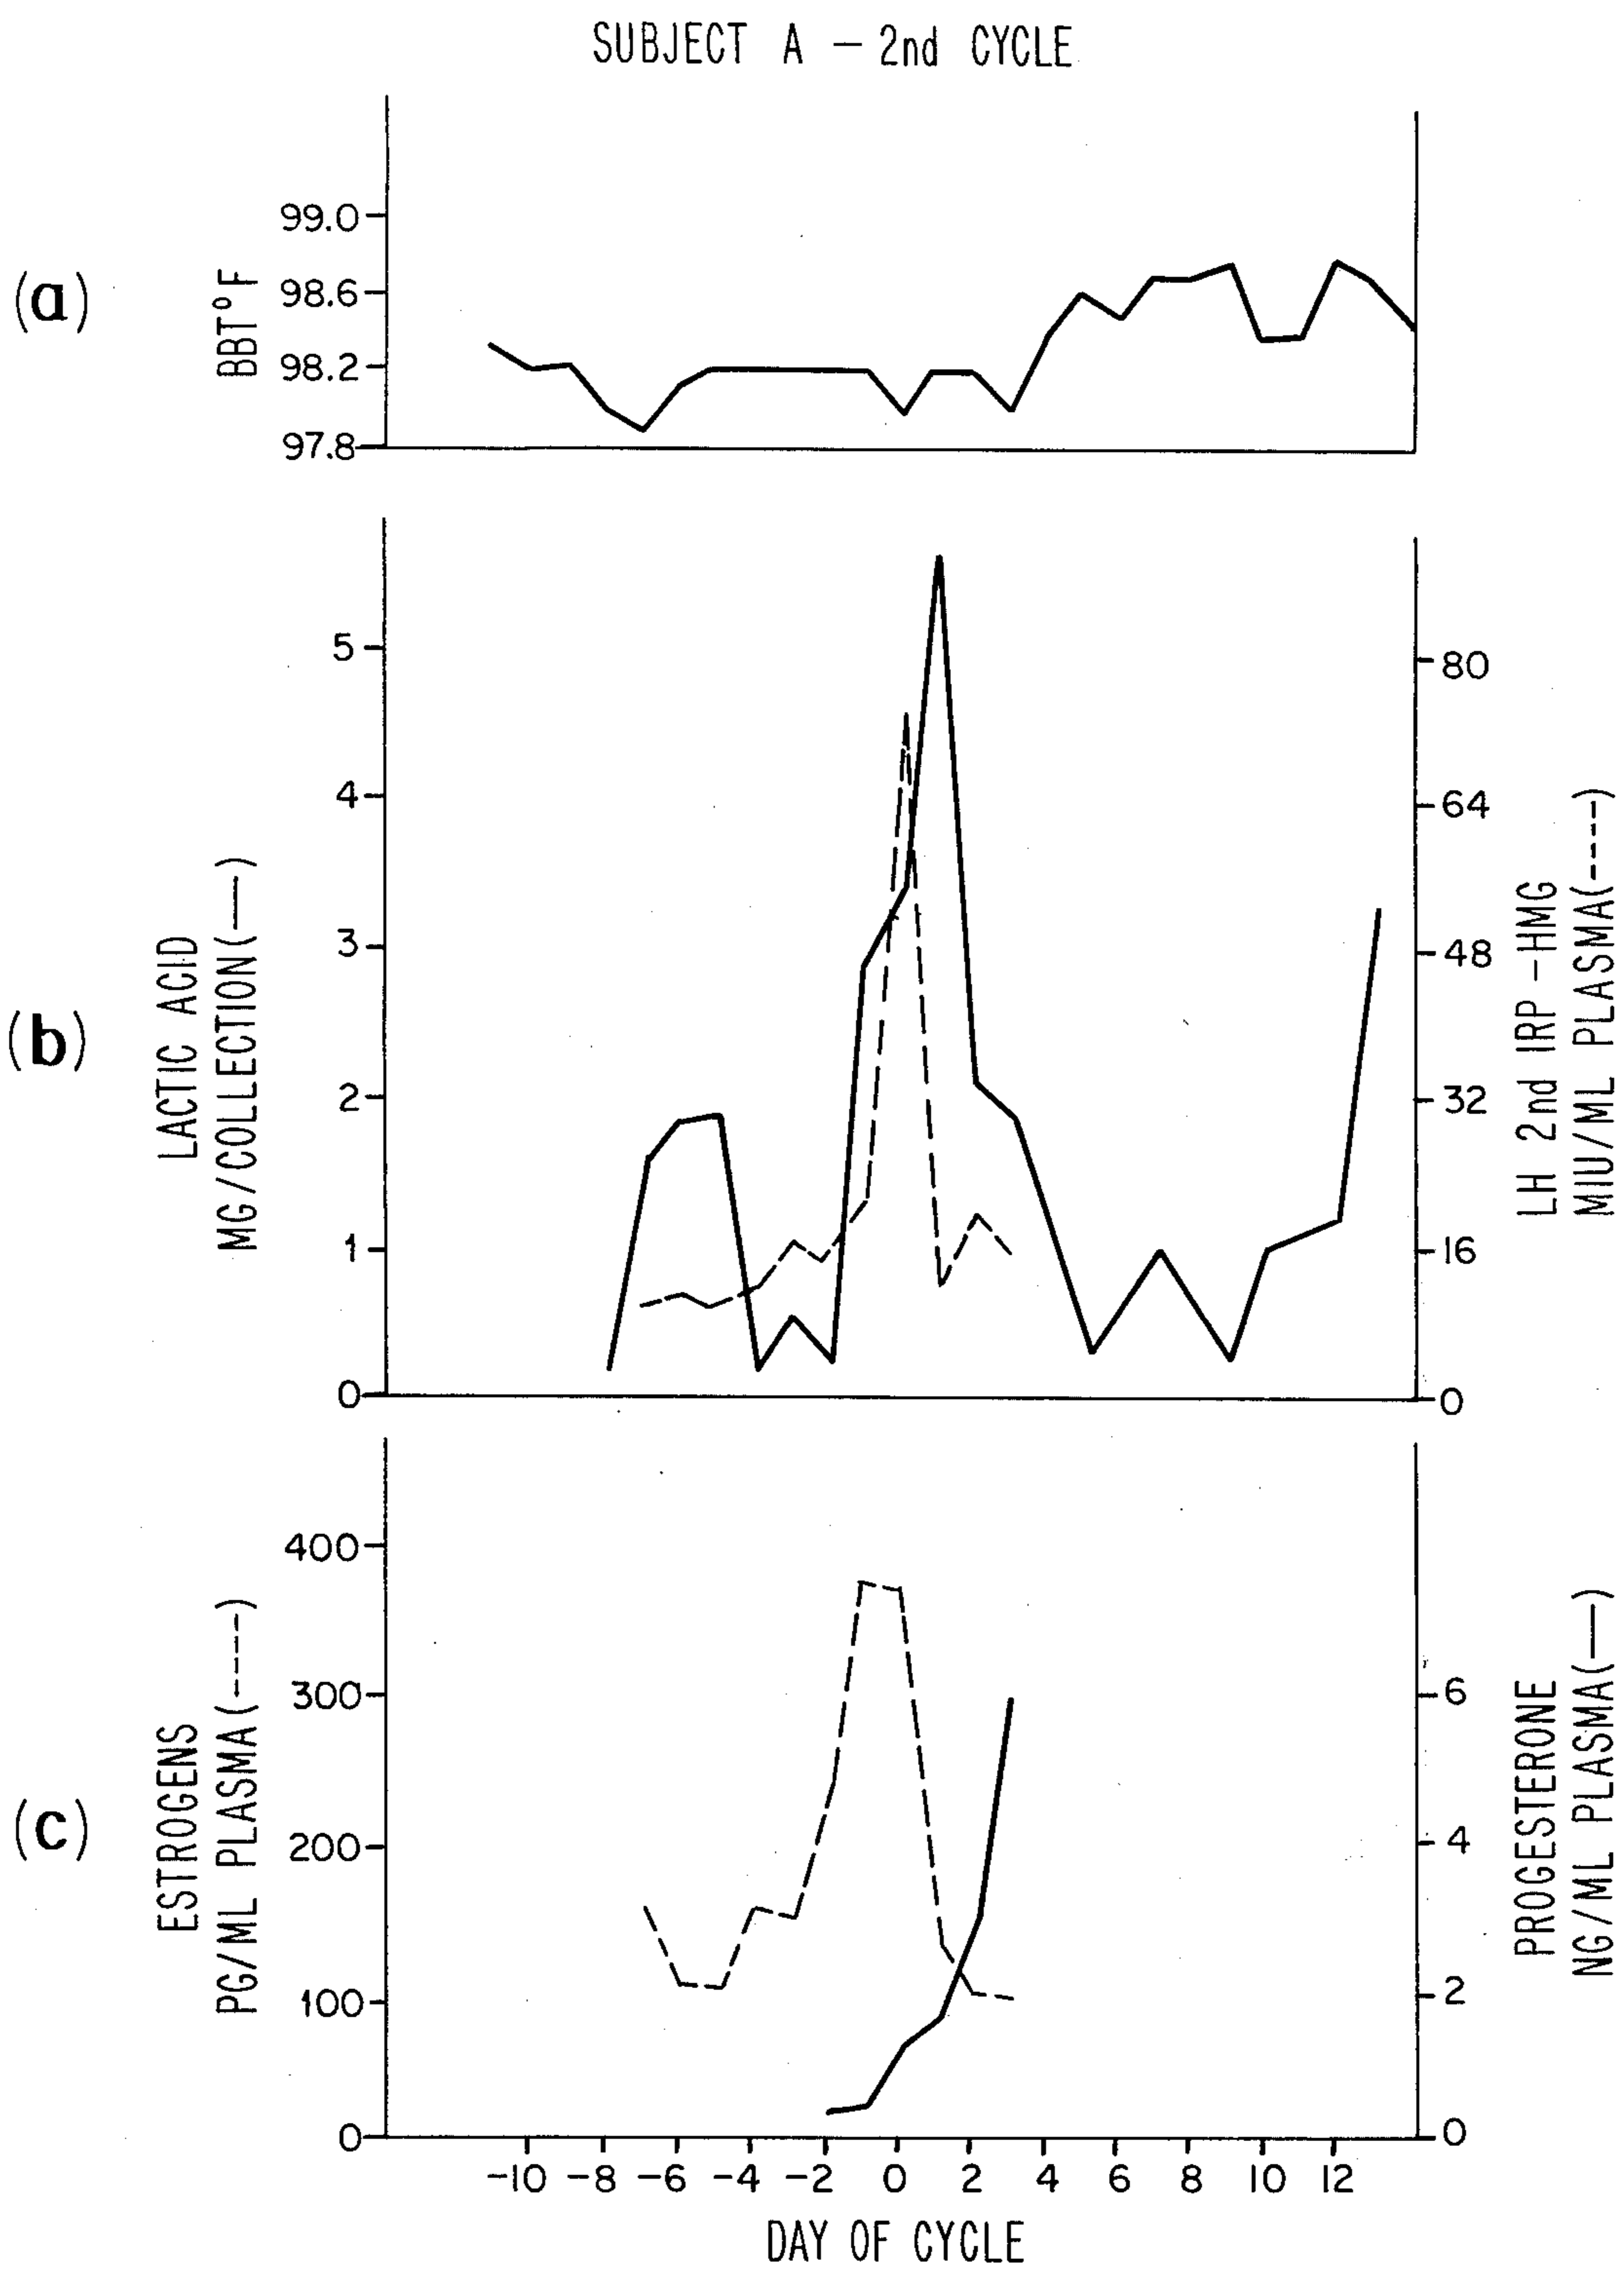 SUBJECT A – 2nd CYCLE
(a)
BBT°F
99.0
98.6
98.2
97.8
(b)
LACTIC ACID
MG/COLLECTION(—)
5
4
3
2
1
0
80
64
48
32
16
0
LH 2nd IRP-HMG
MIU/ML PLASMA(----)
(c)
ESTROGENS
PG/ML PLASMA(----)
400
300
200
100
0
6
4
2
0
PROGESTERONE
NG/ML PLASMA(—)
-10 -8 -6 -4 -2 0 2 4 6 8 10 12
DAY OF CYCLE